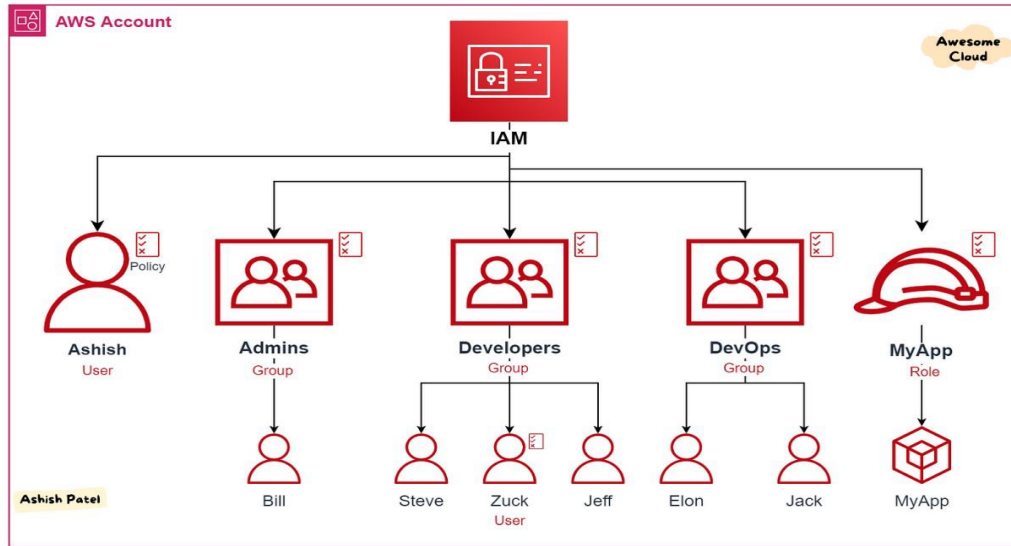 AWS Account
Awesome
Cloud
IAM
Policy
Ashish
User
Admins
Group
Developers
Group
DevOps
Group
MyApp
Role
Bill
Steve
Zuck
User
Jeff
Elon
Jack
MyApp
Ashish Patel